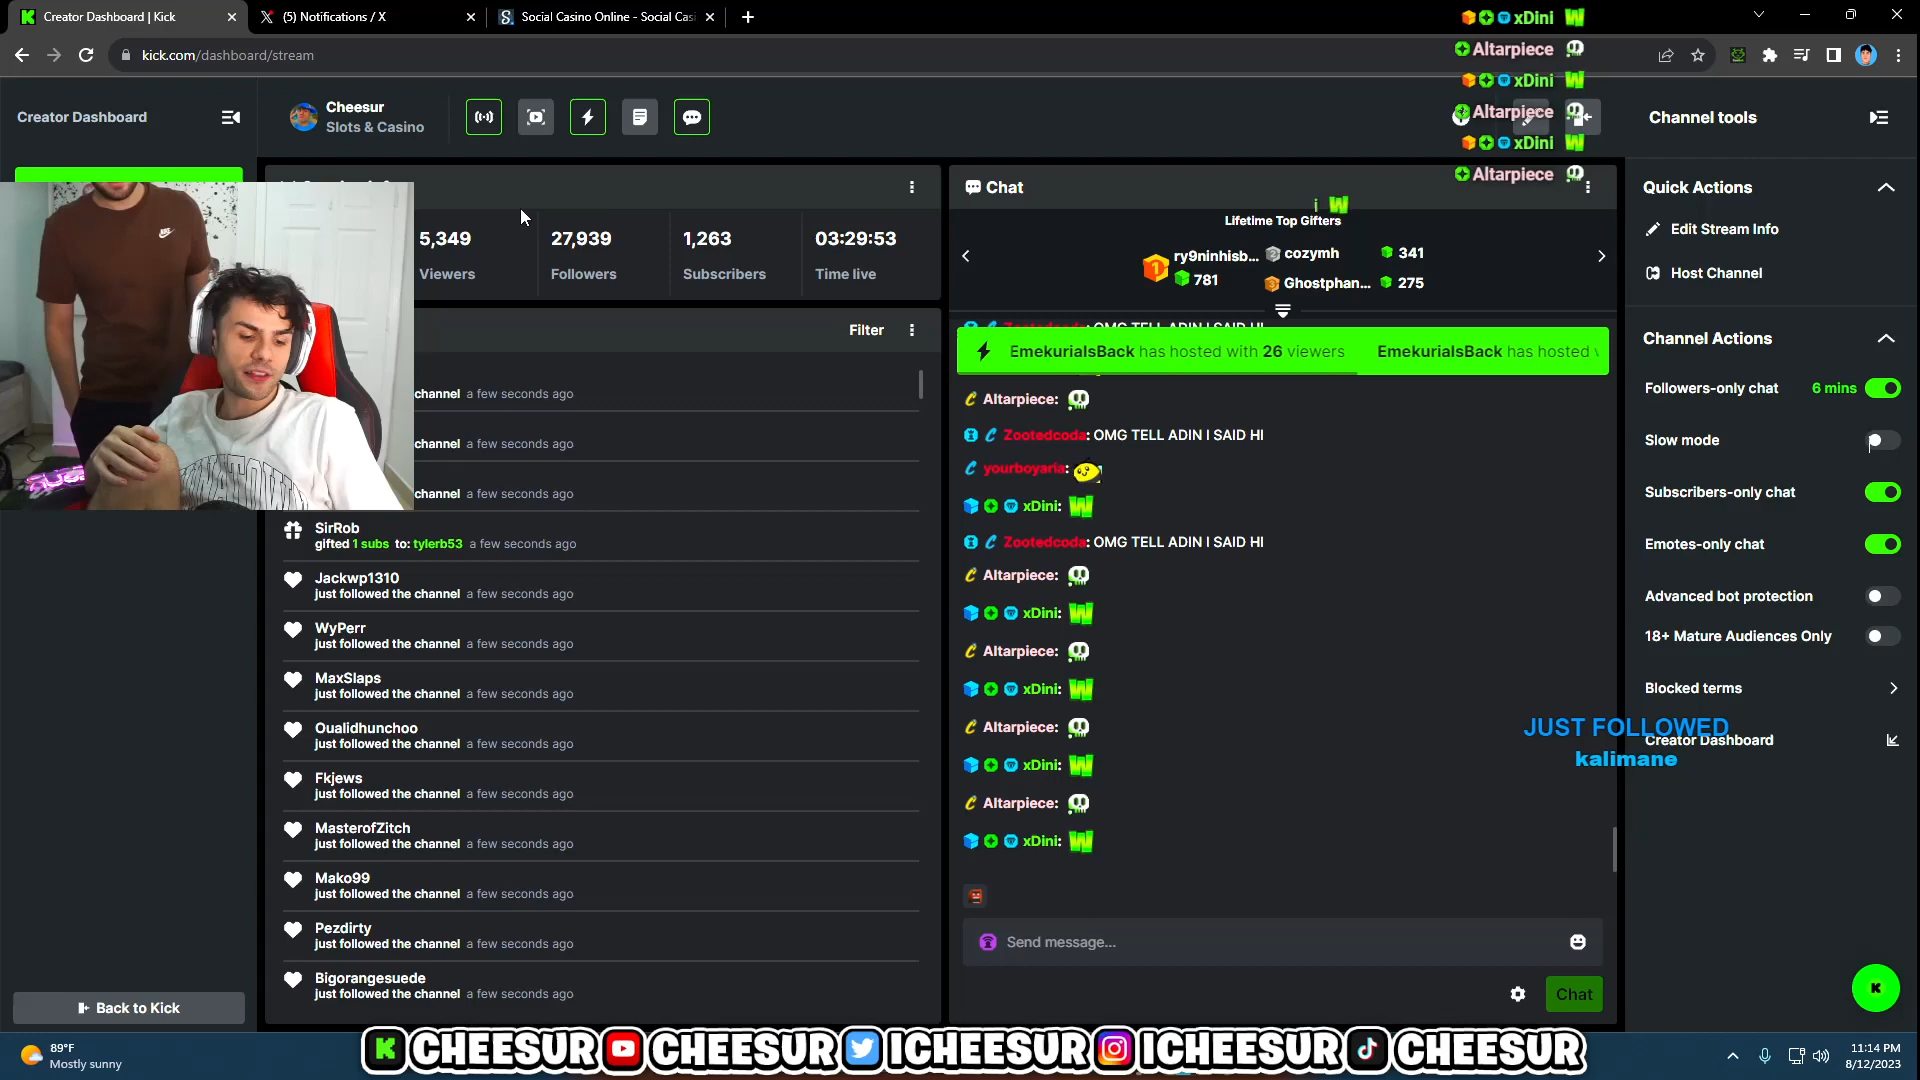 Creator Dashboard | Kick
(5) Notifications / X
Social Casino Online - Social Cas
kick.com/dashboard/stream
xDini
Altarpiece
xDini
Altarpiece
xDini
Altarpiece
Creator Dashboard
Cheesur
Slots & Casino
Channel tools
5,349
Viewers
27,939
Followers
1,263
Subscribers
03:29:53
Time live
Filter
channel a few seconds ago
channel a few seconds ago
channel a few seconds ago
SirRob
gifted 1 subs to: tylerb53 a few seconds ago
Jackwp1310
just followed the channel a few seconds ago
WyPerr
just followed the channel a few seconds ago
MaxSlaps
just followed the channel a few seconds ago
Oualidhunchoo
just followed the channel a few seconds ago
Fkjews
just followed the channel a few seconds ago
MasterofZitch
just followed the channel a few seconds ago
Mako99
just followed the channel a few seconds ago
Pezdirty
just followed the channel a few seconds ago
Bigorangesuede
just followed the channel a few seconds ago
Back to Kick
Chat
Lifetime Top Gifters
ry9ninhisb...
781
cozymh 341
Ghostphan... 275
EmekurialsBack has hosted with 26 viewers EmekurialsBack has hosted
Altarpiece:
Zootedcoda: OMG TELL ADIN I SAID HI
yourboyaria:
xDini: W
Zootedcoda: OMG TELL ADIN I SAID HI
Altarpiece:
xDini: W
Altarpiece:
xDini: W
Altarpiece:
xDini: W
Altarpiece:
xDini: W
Send message...
Chat
Quick Actions
Edit Stream Info
Host Channel
Channel Actions
Followers-only chat 6 mins
Slow mode
Subscribers-only chat
Emotes-only chat
Advanced bot protection
18+ Mature Audiences Only
Blocked terms
JUST FOLLOWED
Creator Dashboard
kalimane
K
89°F
Mostly sunny
K CHEESUR CHEESUR ICHEESUR ICHEESUR CHEESUR
11:14 PM
8/12/2023